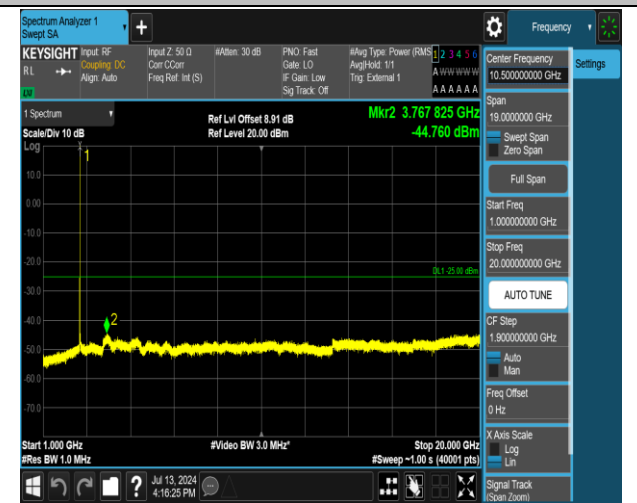 Spectrum Analyzer 1
Swept SA
Frequency
KEYSIGHT
R L
Input: RF
Coupling: DC
Align: Auto
Input Z: 50 Ω
Corr CCorr
Freq Ref: Int (S)
#Atten: 30 dB
PNO: Fast
Gate: LO
IF Gain: Low
Sig Track: Off
#Avg Type: Power (RMS
Avg|Hold: 1/1
Trig: External 1
1 2 3 4 5 6
A W W W W W
A A A A A A
1 Spectrum
Scale/Div 10 dB
Ref Lvl Offset 8.91 dB
Ref Level 20.00 dBm
Mkr2 3.767 825 GHz
-44.760 dBm
Log
1
10.0
0.00
-10.0
-20.0
DL1 -25.00 dBm
-30.0
-40.0
2
-50.0
-60.0
-70.0
Start 1.000 GHz
#Res BW 1.0 MHz
#Video BW 3.0 MHz*
Stop 20.000 GHz
#Sweep ~1.00 s (40001 pts)
Jul 13, 2024
4:16:25 PM
Center Frequency
10.500000000 GHz
Settings
Span
19.0000000 GHz
Swept Span
Zero Span
Full Span
Start Freq
1.000000000 GHz
Stop Freq
20.000000000 GHz
AUTO TUNE
CF Step
1.900000000 GHz
Auto
Man
Freq Offset
0 Hz
X Axis Scale
Log
Lin
Signal Track
(Span Zoom)